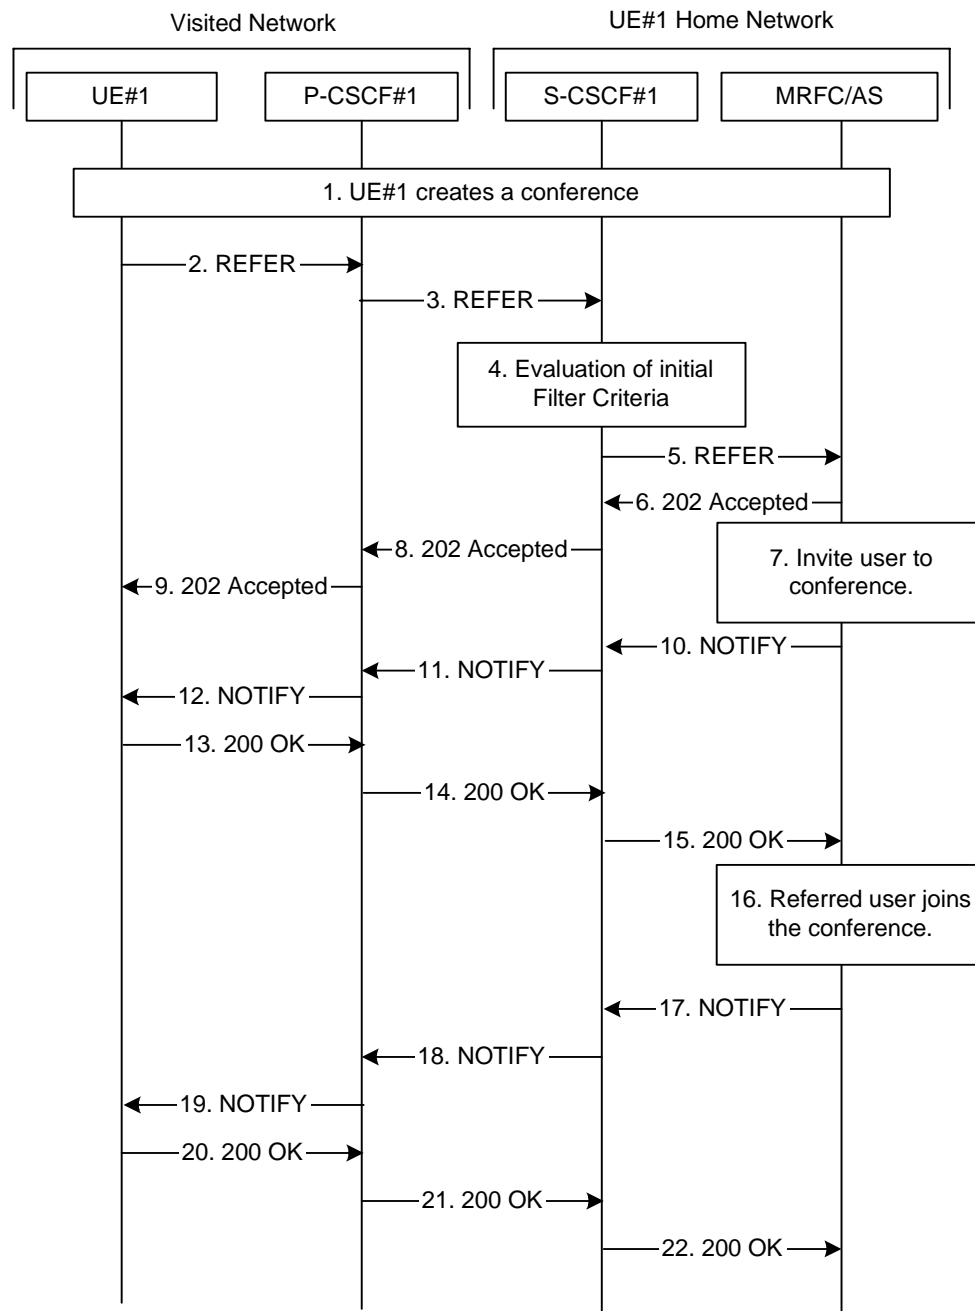 Visited Network
UE#1 Home Network
UE#1
P-CSCF#1
S-CSCF#1
MRFC/AS
1. UE#1 creates a conference
2. REFER
3. REFER
4. Evaluation of initial
Filter Criteria
5. REFER
6. 202 Accepted
8. 202 Accepted
7. Invite user to
conference.
9. 202 Accepted
10. NOTIFY
11. NOTIFY
12. NOTIFY
13. 200 OK
14. 200 OK
15. 200 OK
16. Referred user joins
the conference.
17. NOTIFY
18. NOTIFY
19. NOTIFY
20. 200 OK
21. 200 OK
22. 200 OK